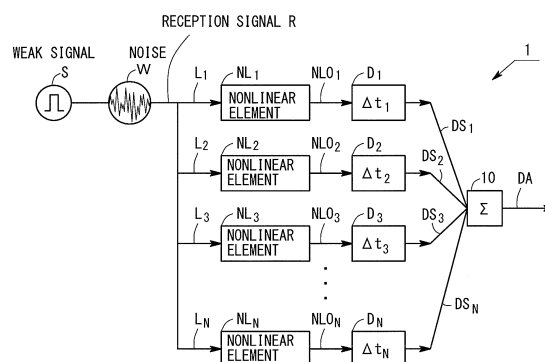 RECEPTION SIGNAL R
WEAK SIGNAL
S
NOISE
W
1
L1 NL1 NLO1 D1
NONLINEAR
ELEMENT
Δt1
DS1
L2 NL2 NLO2 D2
NONLINEAR
ELEMENT
Δt2
DS2
10
Σ
DA
L3 NL3 NLO3 D3
NONLINEAR
ELEMENT
Δt3
DS3
LN NLN NLON DN
NONLINEAR
ELEMENT
ΔtN
DSN